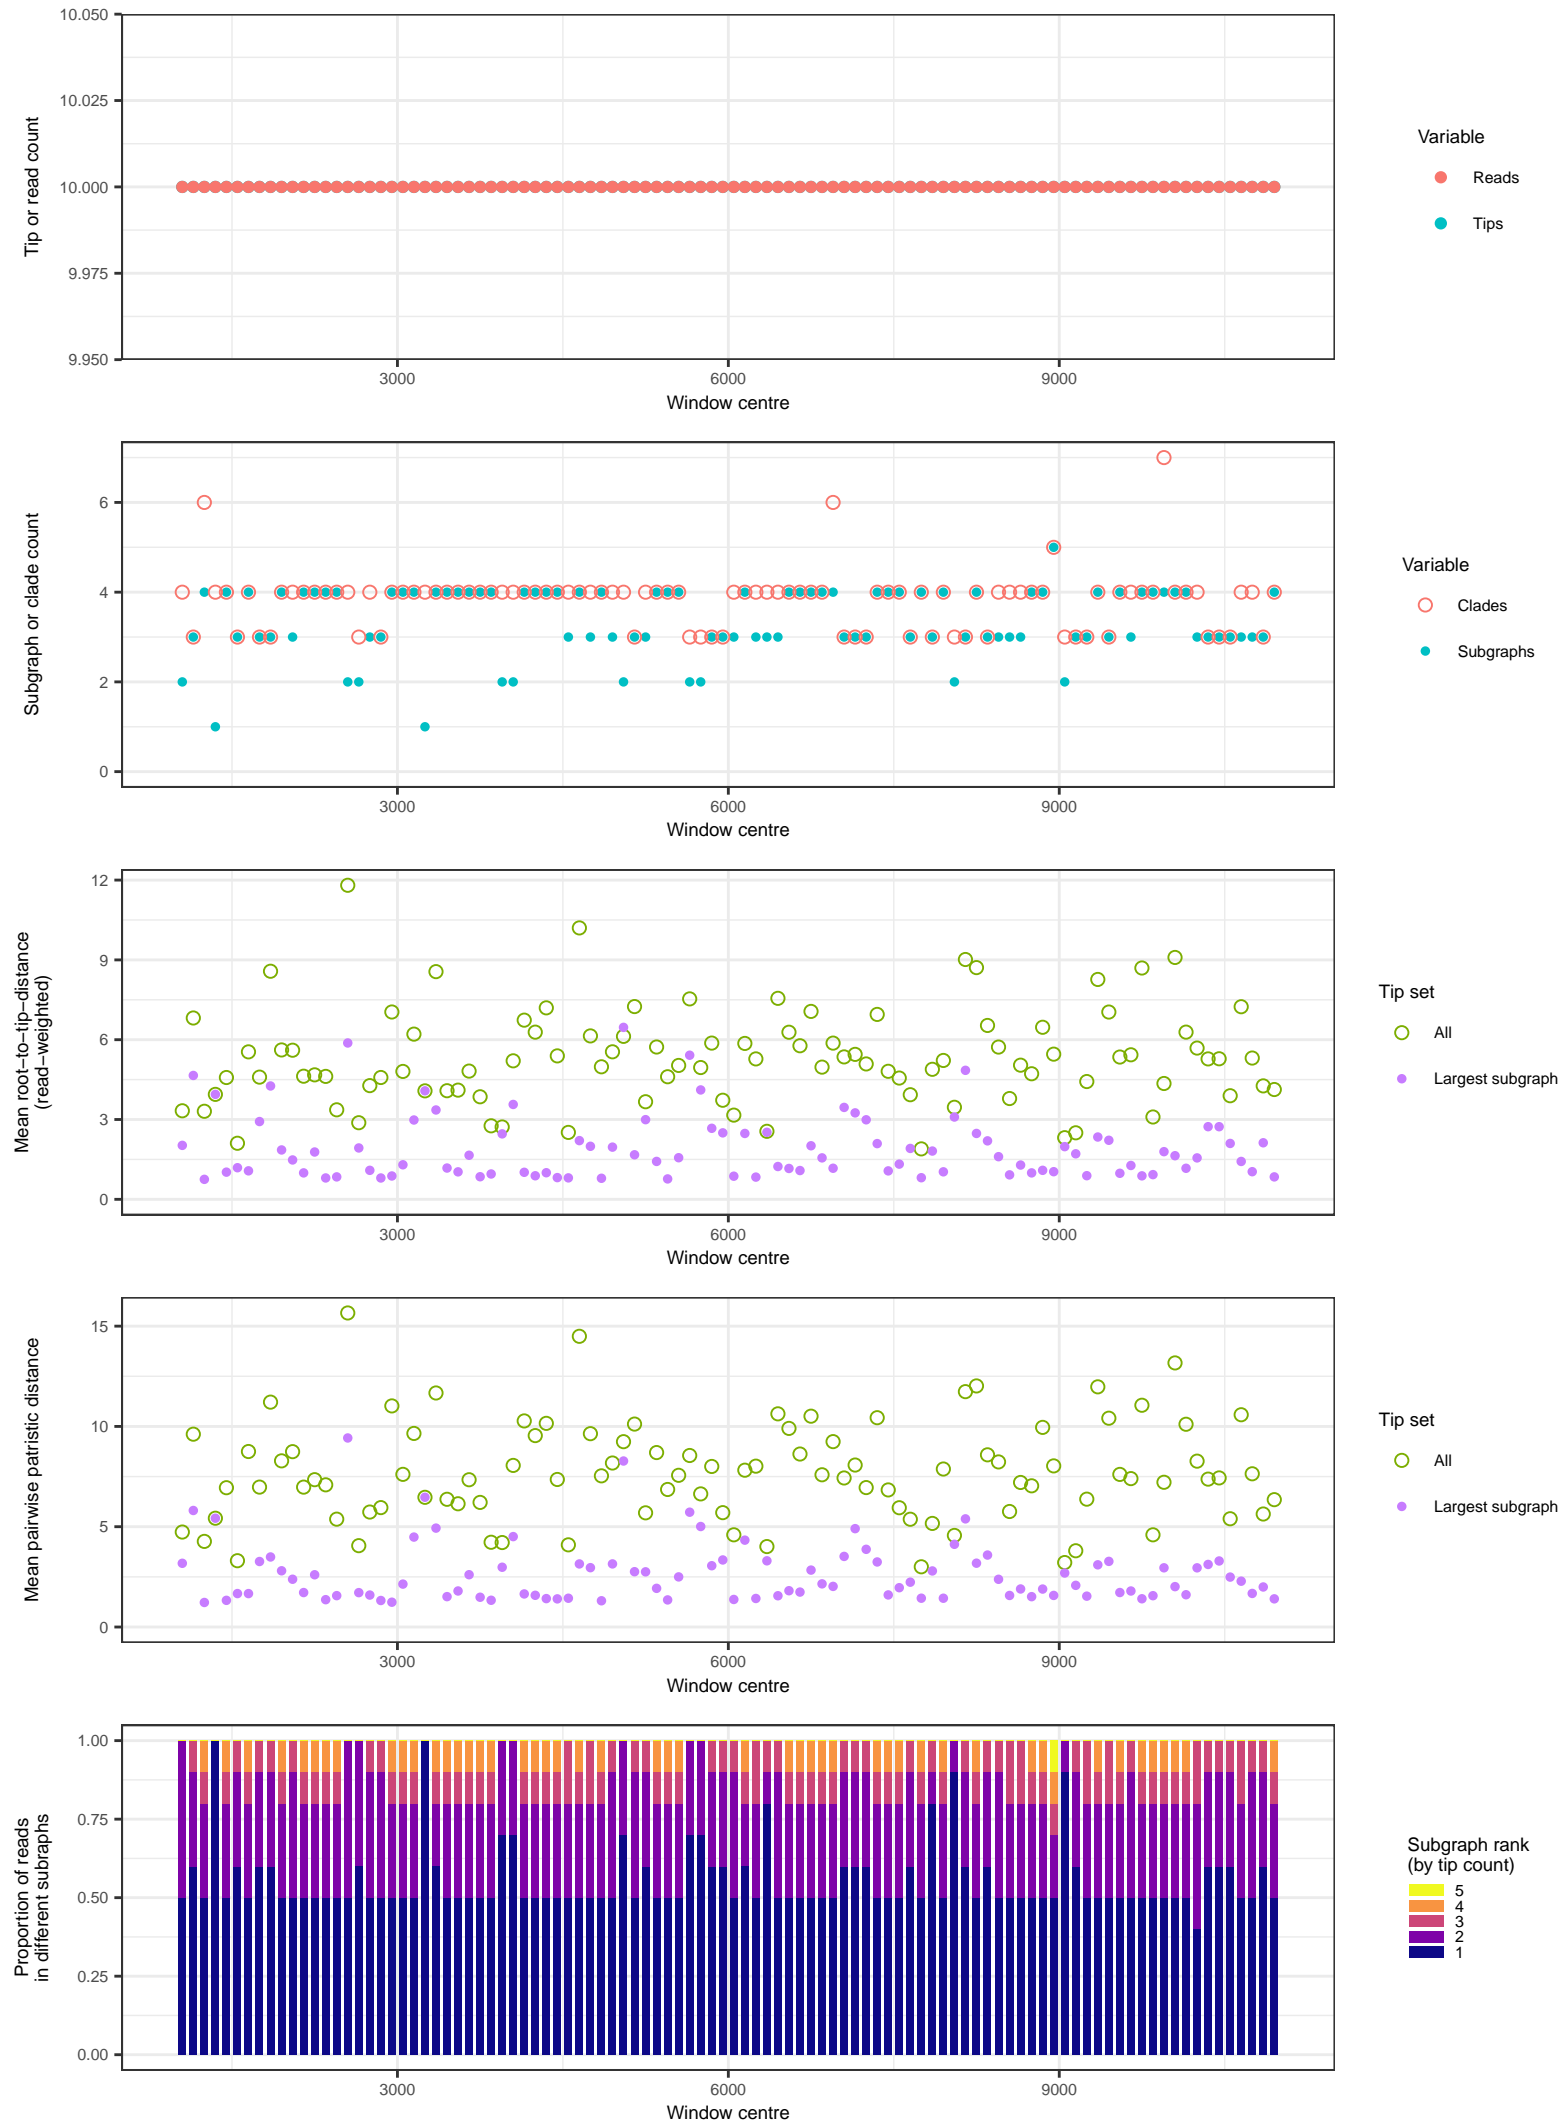 10.050
10.025
10.000
9.975
9.950
Tip or read count
3000
6000
9000
Window centre
Variable
Reads
Tips
6
4
2
0
Subgraph or clade count
3000
6000
9000
Window centre
Variable
Clades
Subgraphs
12
9
6
3
0
Mean root−to−tip−distance
(read−weighted)
3000
6000
9000
Window centre
Tip set
All
Largest subgraph
15
10
5
0
Mean pairwise patristic distance
3000
6000
9000
Window centre
Tip set
All
Largest subgraph
1.00
0.75
0.50
0.25
0.00
Proportion of reads
in different subraphs
3000
6000
9000
Window centre
Subgraph rank
(by tip count)
5
4
3
2
1